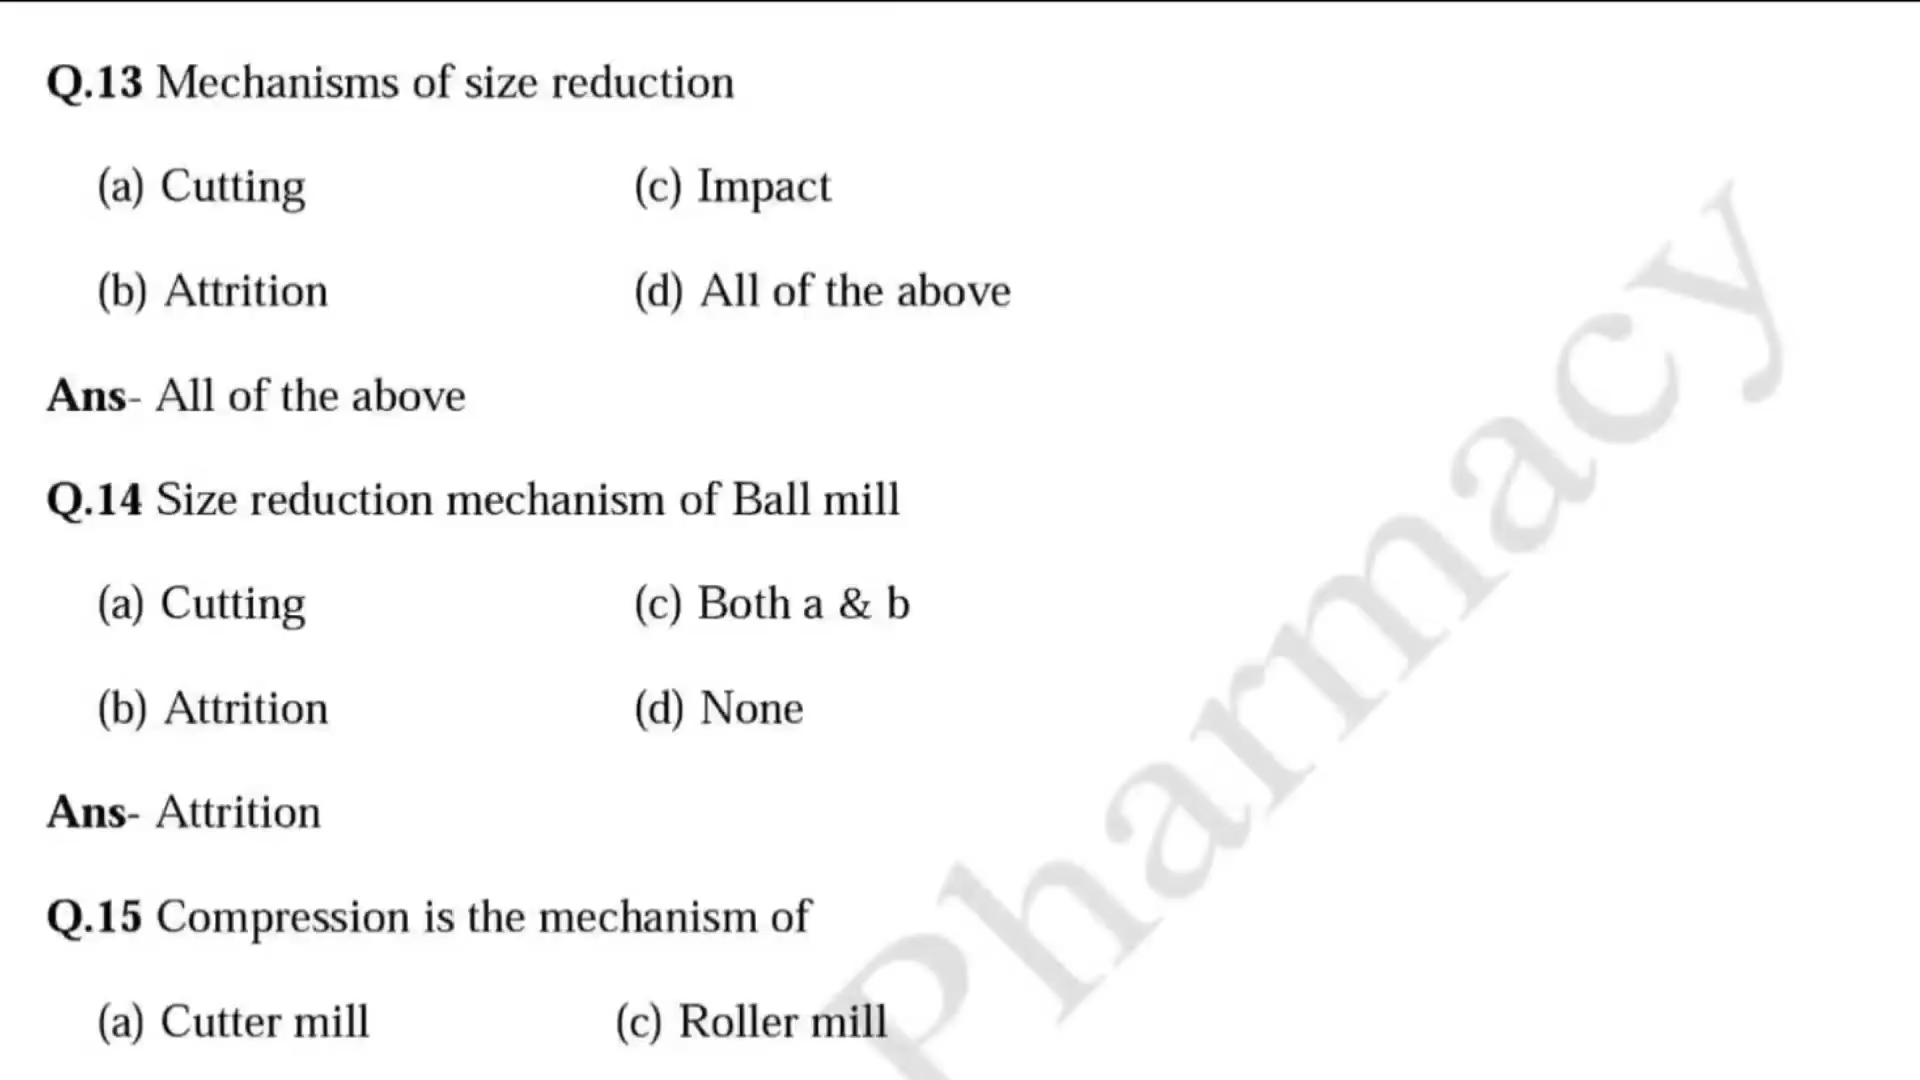 Q.13 Mechanisms of size reduction
(a) Cutting (c) Impact
(b) Attrition (d) All of the above
Ans- All of the above
Q.14 Size reduction mechanism of Ball mill
(a) Cutting (c) Both a & b
(b) Attrition (d) None
Ans- Attrition
Q.15 Compression is the mechanism of
(a) Cutter mill (c) Roller mill
Pharmacy